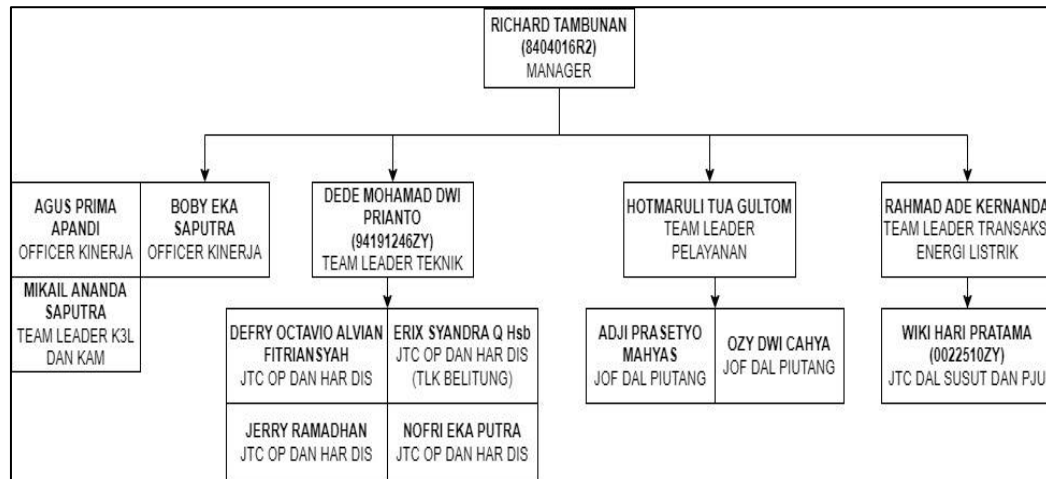 RICHARD TAMBUNAN
(8404016R2)
MANAGER
AGUS PRIMA
APANDI
OFFICER KINERJA
BOBY EKA
SAPUTRA
OFFICER KINERJA
MIKAIL ANANDA
SAPUTRA
TEAM LEADER K3L
DAN KAM
DEDE MOHAMAD DWI
PRIANTO
(94191246ZY)
TEAM LEADER TEKNIK
HOTMARULI TUA GULTOM
TEAM LEADER
PELAYANAN
RAHMAD ADE KERNANDA
TEAM LEADER TRANSAKS
ENERGI LISTRIK
DEFRY OCTAVIO ALVIAN
FITRIANSYAH
JTC OP DAN HAR DIS
ERIX SYANDRA Q Hsb
JTC OP DAN HAR DIS
(TLK BELITUNG)
JERRY RAMADHAN
JTC OP DAN HAR DIS
NOFRI EKA PUTRA
JTC OP DAN HAR DIS
ADJI PRASETYO
MAHYAS
JOF DAL PIUTANG
OZY DWI CAHYA
JOF DAL PIUTANG
WIKI HARI PRATAMA
(0022510ZY)
JTC DAL SUSUT DAN PJU